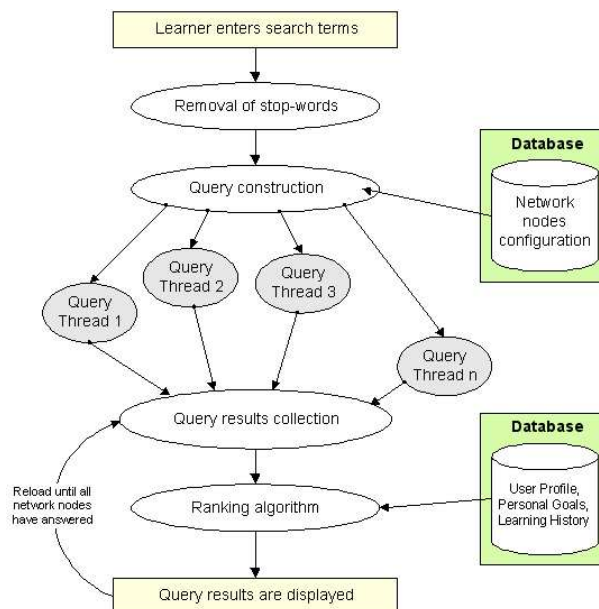 Learner enters search terms
Removal of stop-words
Database
Query construction
Network
nodes
configuration
Query
Thread 1
Query
Thread 2
Query
Thread 3
Query
Thread n
Query results collection
Database
Reload until all
network nodes
have answered
Ranking algorithm
User Profile,
Personal Goals,
Learning History
Query results are displayed